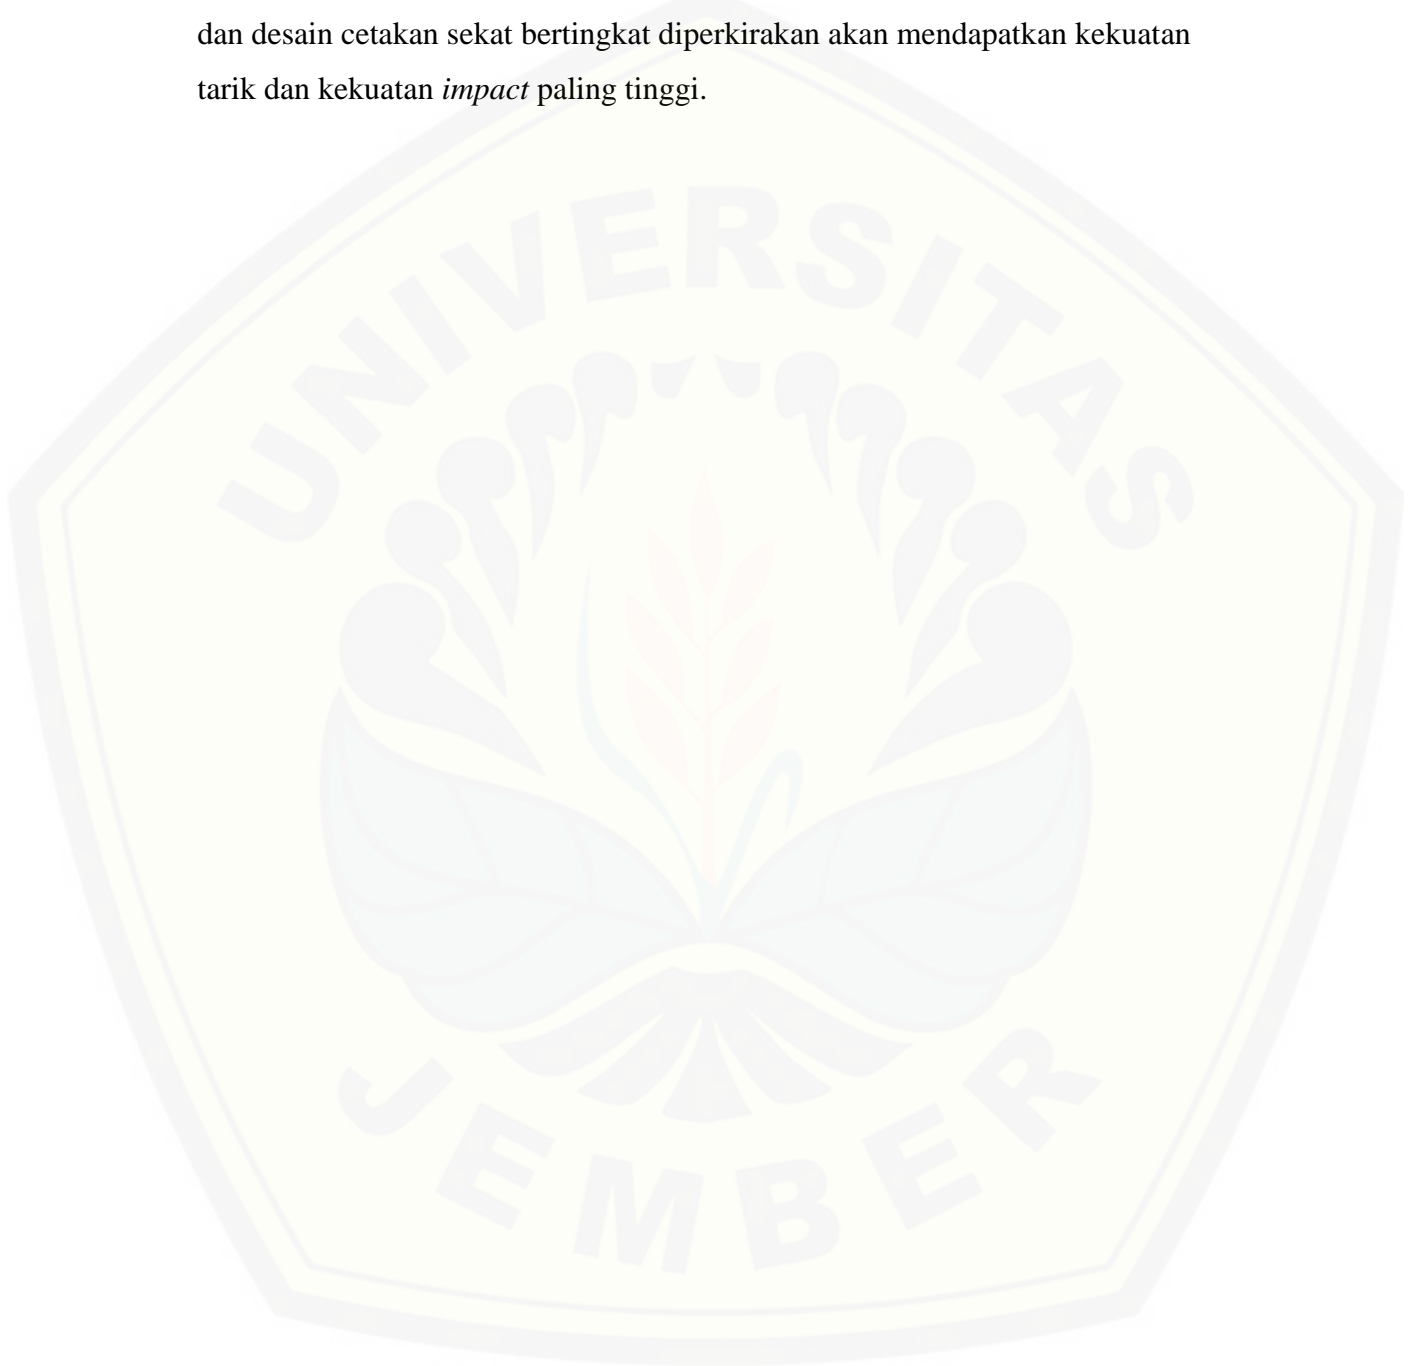 dan desain cetakan sekat bertingkat diperkirakan akan mendapatkan kekuatan
tarik dan kekuatan impact paling tinggi.
UNIVERSITAS
JEMBER